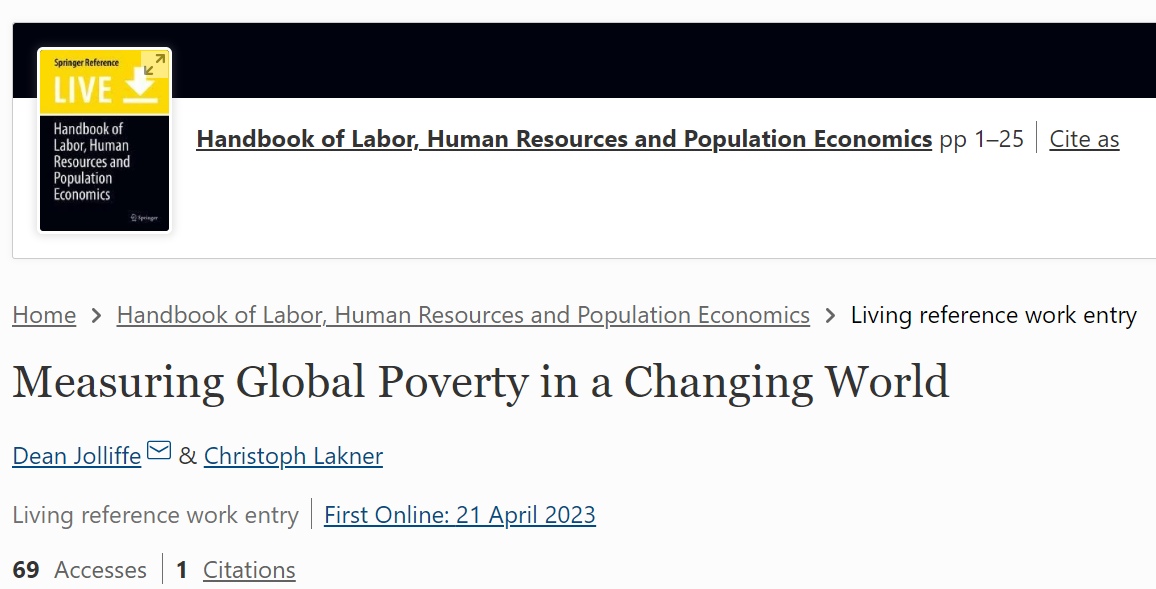 Springer Reference
LIVE
Handbook of
Labor, Human
Resources and
Population
Economics
Springer
Handbook of Labor, Human Resources and Population Economics pp 1–25 Cite as
Home > Handbook of Labor, Human Resources and Population Economics > Living reference work entry
Measuring Global Poverty in a Changing World
Dean Jolliffe & Christoph Lakner
Living reference work entry First Online: 21 April 2023
69 Accesses 1 Citations